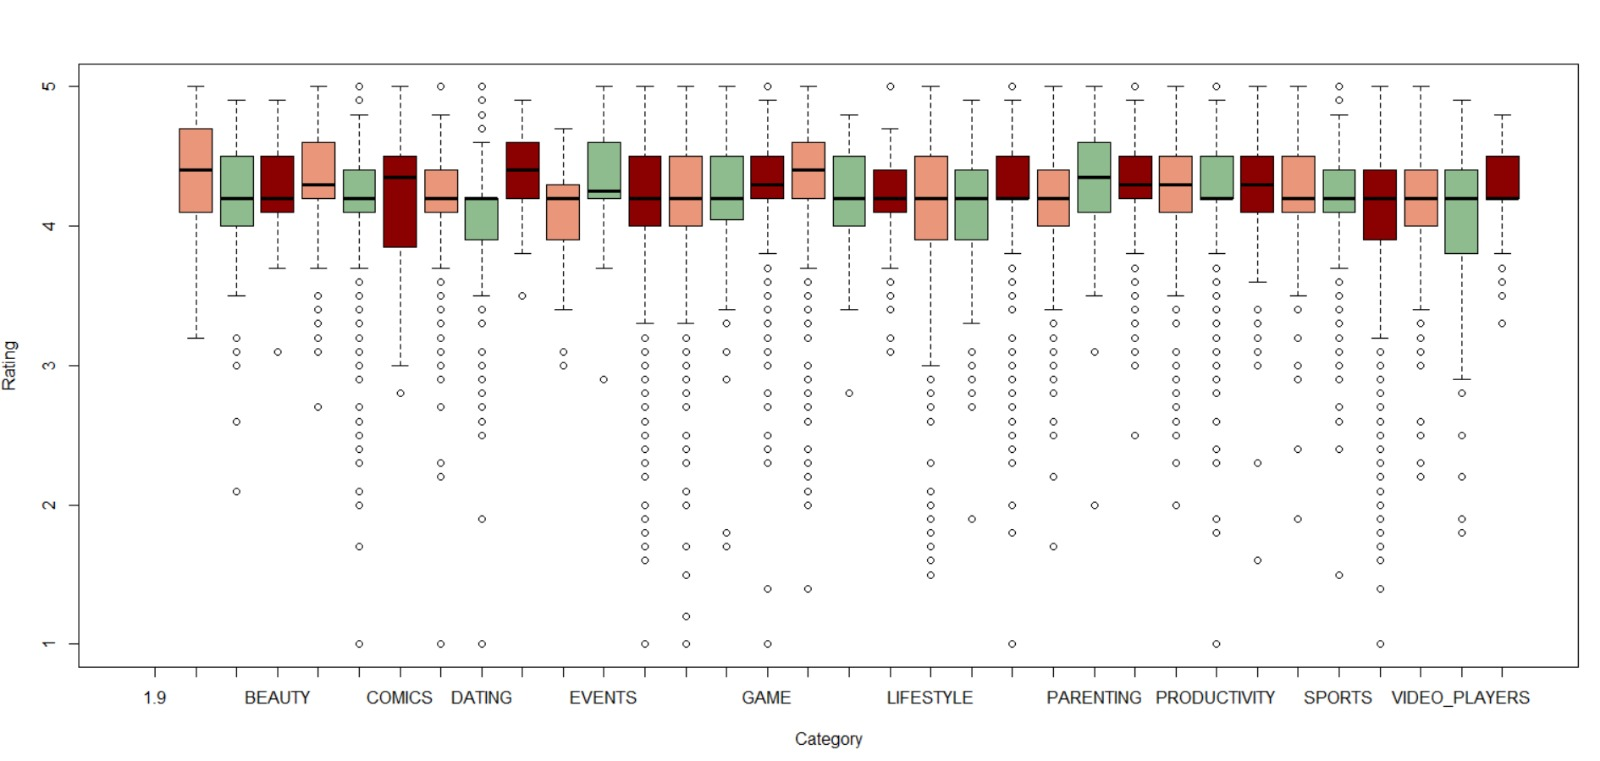 5
4
3
2
1
Rating
1.9 BEAUTY COMICS DATING EVENTS GAME LIFESTYLE PARENTING PRODUCTIVITY SPORTS VIDEO_PLAYERS
Category